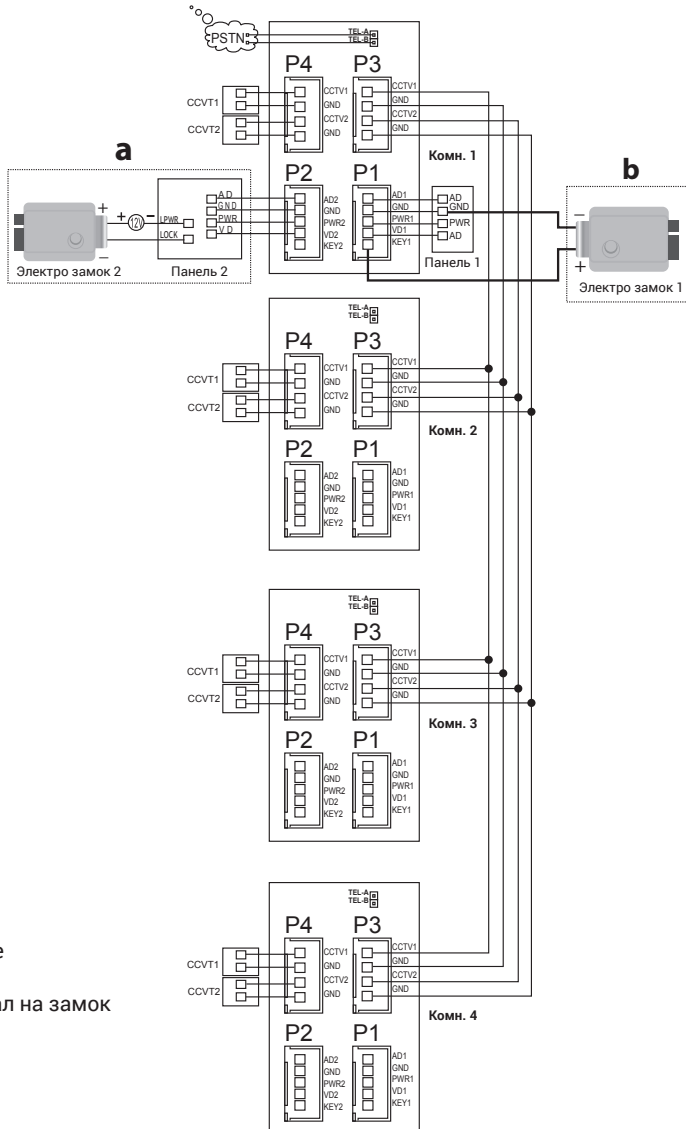 PSTN
TEL-A
TEL-B
P4 P3
CCVT1
CCVT2
CCTV1
GND
CCTV2
GND
CCTV1
GND
CCTV2
GND
Комн. 1
a
b
P2 P1
+
+ 12V −
LPWR
LOCK
−
AD
GND
PWR
VD
AD2
GND
PWR2
VD2
KEY2
AD1
GND
PWR1
VD1
KEY1
AD
GND
PWR
AD
−
+
Электро замок 2
Панель 2
Панель 1
Электро замок 1
TEL-A
TEL-B
P4 P3
CCVT1
CCVT2
CCTV1
GND
CCTV2
GND
CCTV1
GND
CCTV2
GND
Комн. 2
P2 P1
AD2
GND
PWR2
VD2
KEY2
AD1
GND
PWR1
VD1
KEY1
TEL-A
TEL-B
P4 P3
CCVT1
CCVT2
CCTV1
GND
CCTV2
GND
CCTV1
GND
CCTV2
GND
Комн. 3
P2 P1
AD2
GND
PWR2
VD2
KEY2
AD1
GND
PWR1
VD1
KEY1
TEL-A
TEL-B
P4 P3
CCVT1
CCVT2
CCTV1
GND
CCTV2
GND
CCTV1
GND
CCTV2
GND
Комн. 4
P2 P1
AD2
GND
PWR2
VD2
KEY2
AD1
GND
PWR1
VD1
KEY1
е
ал на замок